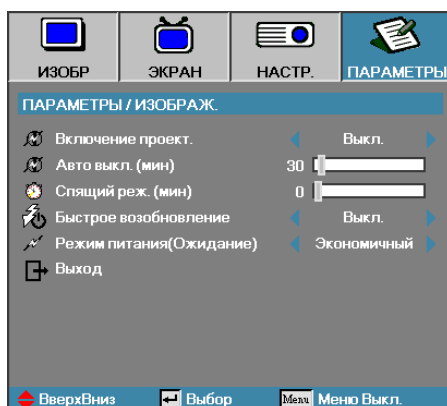 ИЗОБР ЭКРАН НАСТР. ПАРАМЕТРЫ
ПАРАМЕТРЫ / ИЗОБРАЖ.
Включение проект. Выкл.
Авто выкл. (мин) 30
Спящий реж. (мин) 0
Быстрое возобновление Выкл.
Режим питания(Ожидание) Экономичный
Выход
ВверхВниз Выбор Menu Меню Выкл.